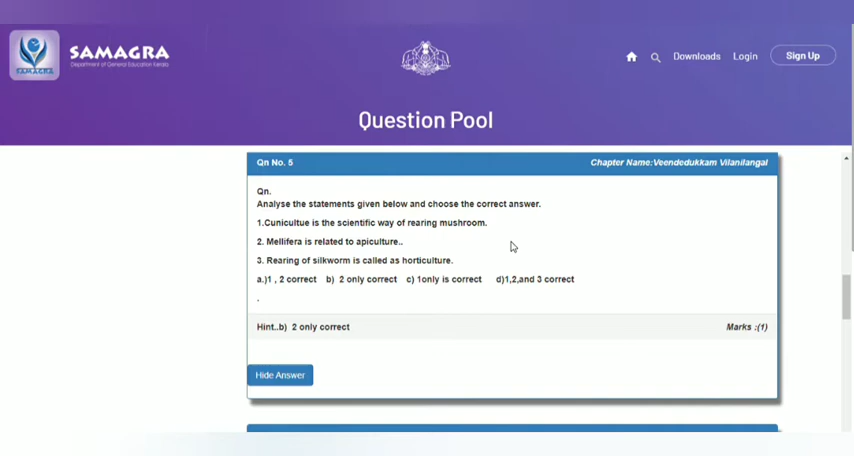 SAMAGRA
Department of General Education Kerala
SAMAGRA
Downloads
Login
Sign Up
Question Pool
Qn No. 5
Chapter Name:Veendedukkam Vilanilangal
Qn.
Analyse the statements given below and choose the correct answer.
1.Cunicultue is the scientific way of rearing mushroom.
2. Mellifera is related to apiculture..
3. Rearing of silkworm is called as horticulture.
a.)1 , 2 correct b) 2 only correct c) 1only is correct d)1,2,and 3 correct
.
Hint..b) 2 only correct
Marks :(1)
Hide Answer